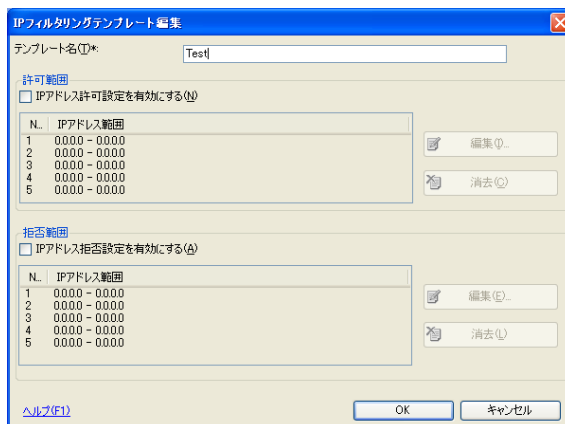 IPフィルタリングテンプレート編集
テンプレート名(T)*: Test
許可範囲
IPアドレス許可設定を有効にする(N)
N... IPアドレス範囲
1 0.0.0.0 - 0.0.0.0
2 0.0.0.0 - 0.0.0.0
3 0.0.0.0 - 0.0.0.0
4 0.0.0.0 - 0.0.0.0
5 0.0.0.0 - 0.0.0.0
編集(I)...
消去(C)
拒否範囲
IPアドレス拒否設定を有効にする(A)
N... IPアドレス範囲
1 0.0.0.0 - 0.0.0.0
2 0.0.0.0 - 0.0.0.0
3 0.0.0.0 - 0.0.0.0
4 0.0.0.0 - 0.0.0.0
5 0.0.0.0 - 0.0.0.0
編集(E)...
消去(L)
ヘルプ(F1)
OK
キャンセル